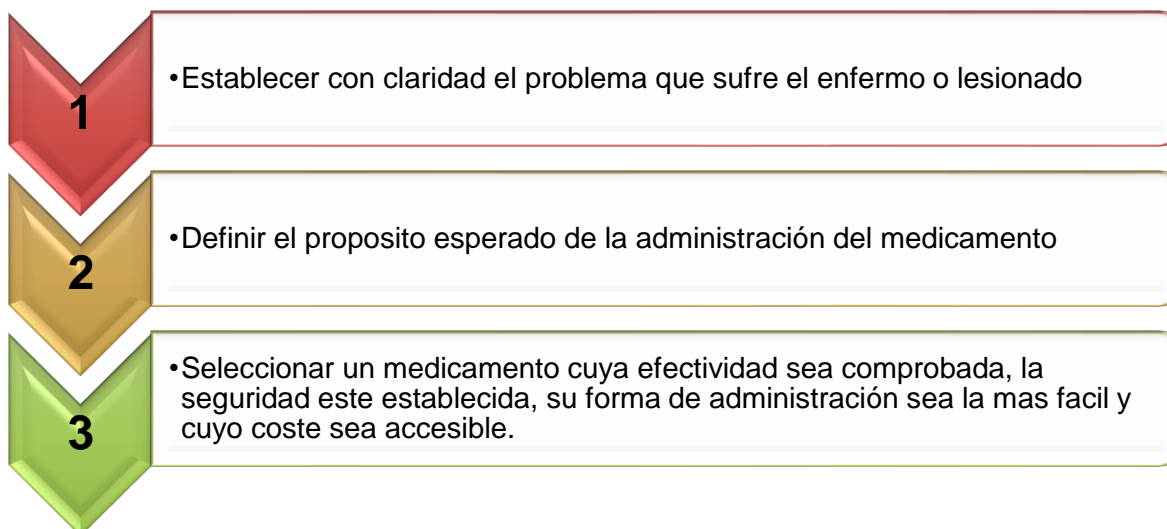 1
•Establecer con claridad el problema que sufre el enfermo o lesionado
2
•Definir el proposito esperado de la administración del medicamento
3
•Seleccionar un medicamento cuya efectividad sea comprobada, la
seguridad este establecida, su forma de administración sea la mas facil y
cuyo coste sea accesible.